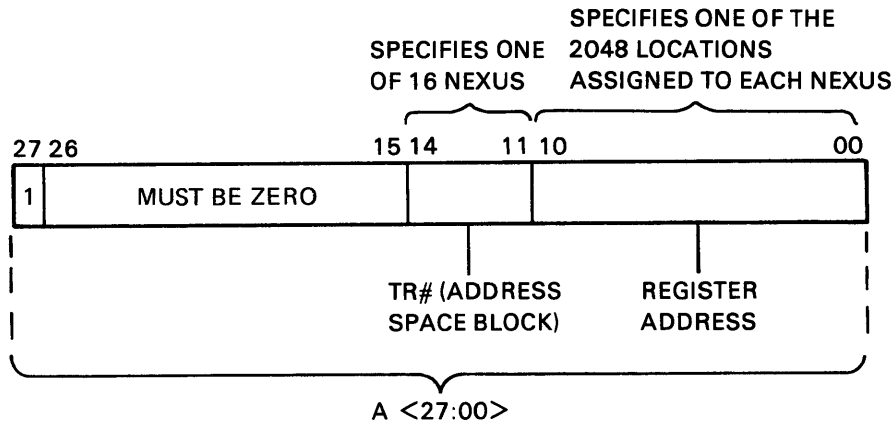 SPECIFIES ONE OF THE
SPECIFIES ONE 2048 LOCATIONS
OF 16 NEXUS ASSIGNED TO EACH NEXUS
27 26 15 14 11 10 00
1 MUST BE ZERO
TR# (ADDRESS REGISTER
SPACE BLOCK) ADDRESS
A <27:00>